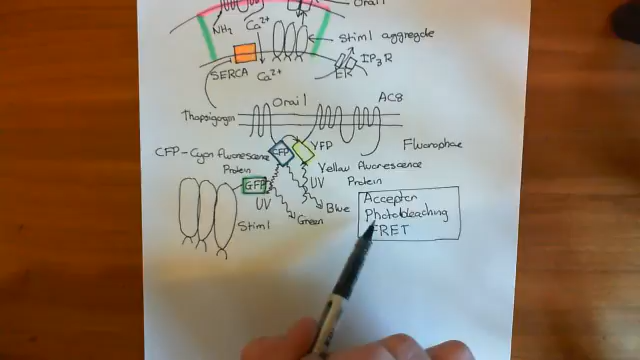 Orai1
NH2
Ca2+
Stim1 aggregate
IP3R
SERCA
Ca2+
ER
Thapsigargin
Orai1
AC8
CFP
YFP
Fluorophore
CFP-Cyan fluorescence
Protein
Yellow fluorescence
Protein
GFP
UV
UV
Blue
Green
Stim1
Acceptor
Photobleaching
FRET